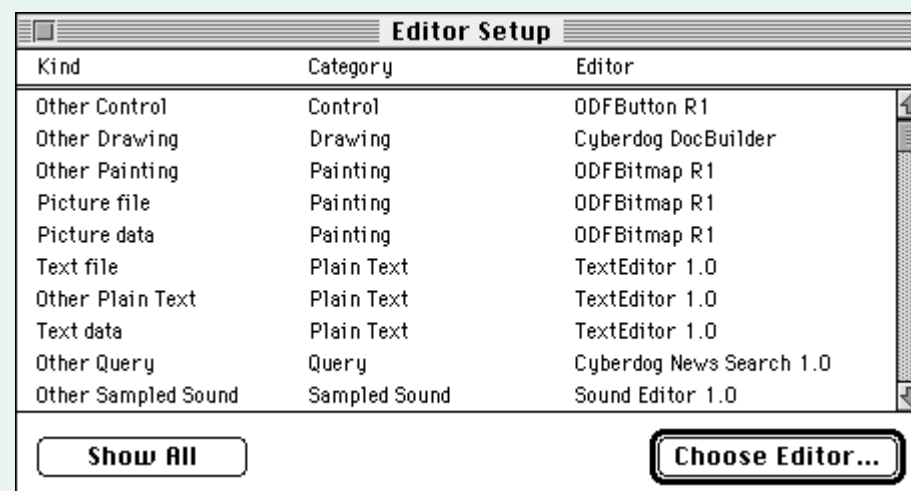 Editor Setup
Kind Category Editor
Other Control Control ODFButton R1
Other Drawing Drawing Cyberdog DocBuilder
Other Painting Painting ODFBitmap R1
Picture file Painting ODFBitmap R1
Picture data Painting ODFBitmap R1
Text file Plain Text TextEditor 1.0
Other Plain Text Plain Text TextEditor 1.0
Text data Plain Text TextEditor 1.0
Other Query Query Cyberdog News Search 1.0
Other Sampled Sound Sampled Sound Sound Editor 1.0
Show All Choose Editor...